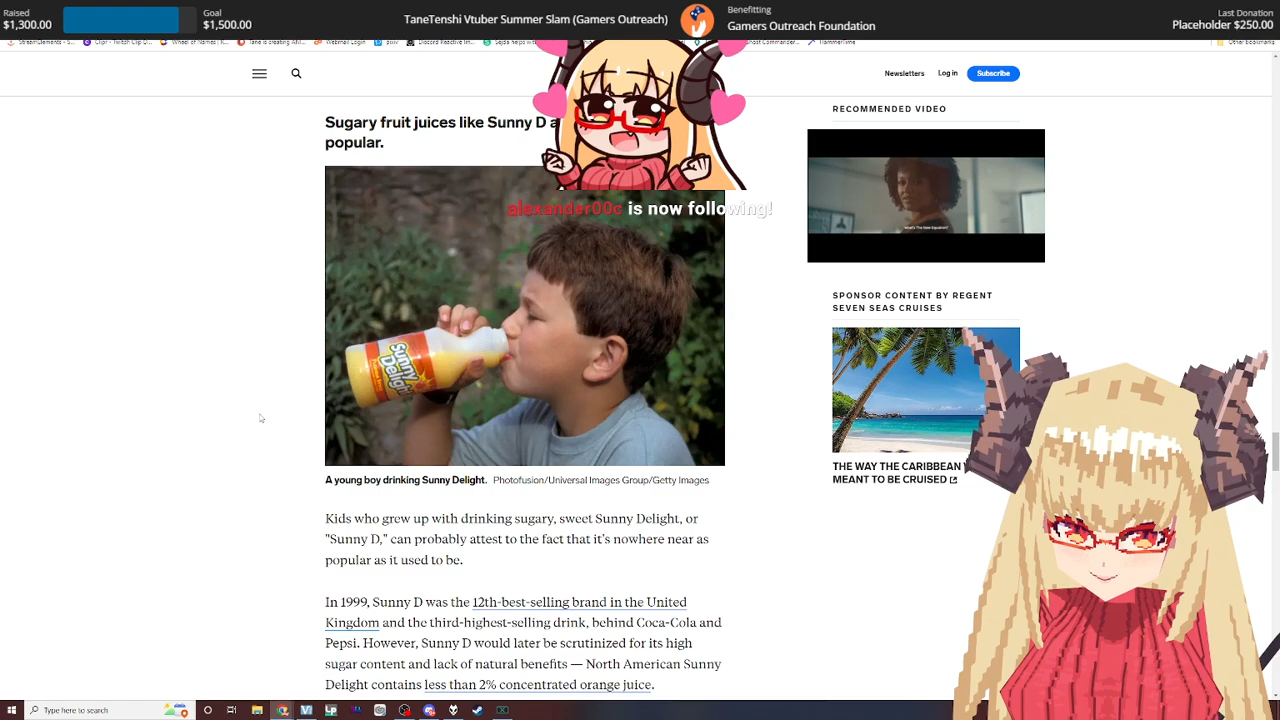 Raised
$1,300.00
Goal
$1,500.00
TaneTenshi Vtuber Summer Slam (Gamers Outreach)
Benefitting
Gamers Outreach Foundation
Last Donation
Placeholder $250.00
Webmail Login
pixiv
Other bookmarks
Newsletters
Log in
Subscribe
Sugary fruit juices like Sunny D
popular.
alexander00c is now following!
Sunny
Delight
A young boy drinking Sunny Delight. Photofusion/Universal Images Group/Getty Images
Kids who grew up with drinking sugary, sweet Sunny Delight, or
"Sunny D," can probably attest to the fact that it's nowhere near as
popular as it used to be.
In 1999, Sunny D was the 12th-best-selling brand in the United
Kingdom and the third-highest-selling drink, behind Coca-Cola and
Pepsi. However, Sunny D would later be scrutinized for its high
sugar content and lack of natural benefits — North American Sunny
Delight contains less than 2% concentrated orange juice.
RECOMMENDED VIDEO
SPONSOR CONTENT BY REGENT
SEVEN SEAS CRUISES
THE WAY THE CARIBBEAN
MEANT TO BE CRUISED
Type here to search